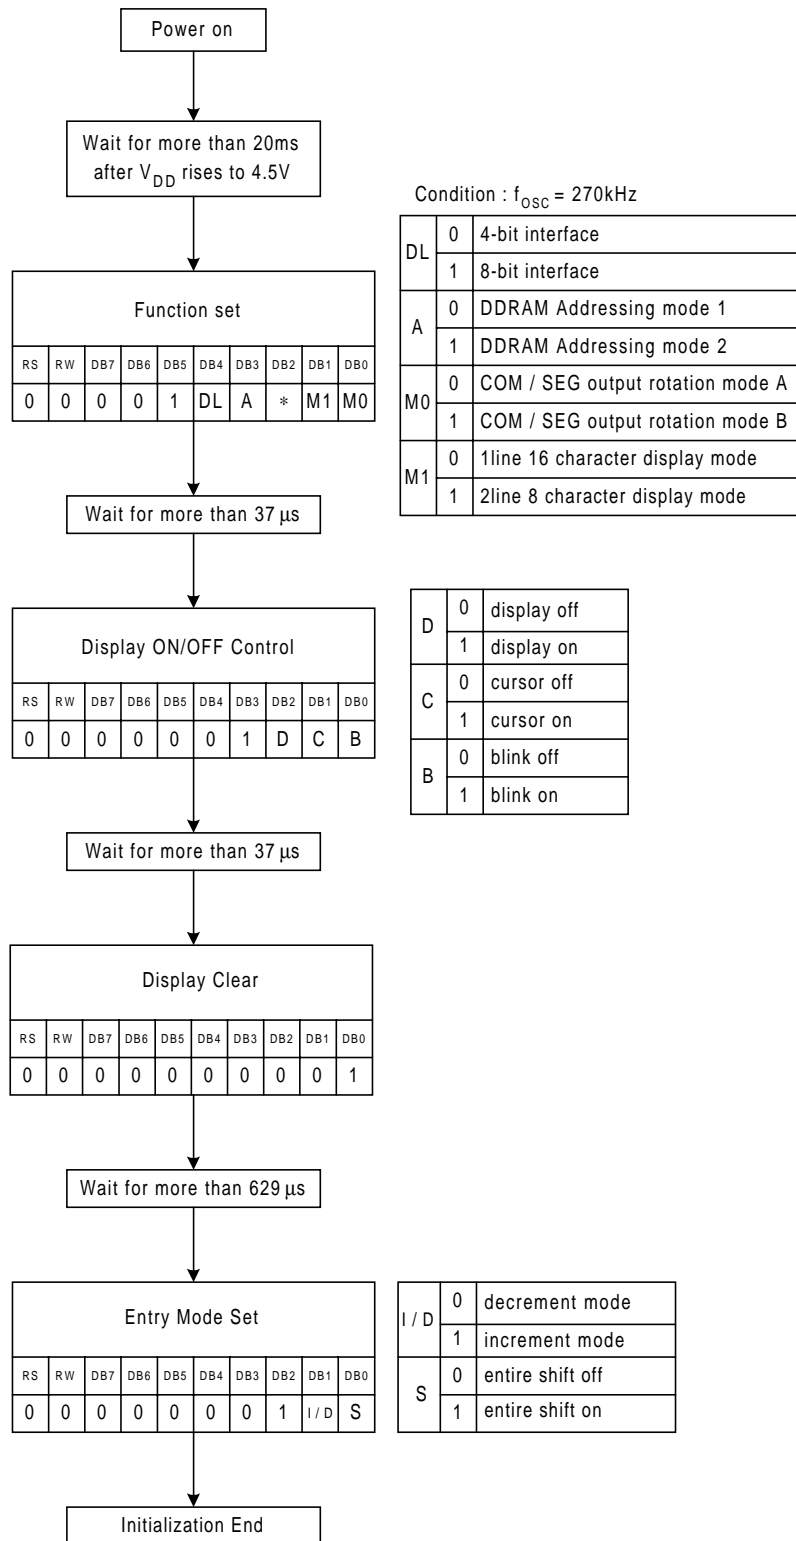 Power on
Wait for more than 20ms
after VDD rises to 4.5V
Condition : fOSC = 270kHz
DL 0 4-bit interface
1 8-bit interface
A 0 DDRAM Addressing mode 1
1 DDRAM Addressing mode 2
M0 0 COM / SEG output rotation mode A
1 COM / SEG output rotation mode B
M1 0 1line 16 character display mode
1 2line 8 character display mode
Function set
RS RW DB7 DB6 DB5 DB4 DB3 DB2 DB1 DB0
0 0 0 0 1 DL A * M1 M0
Wait for more than 37 μs
Display ON/OFF Control
RS RW DB7 DB6 DB5 DB4 DB3 DB2 DB1 DB0
0 0 0 0 0 0 1 D C B
D 0 display off
1 display on
C 0 cursor off
1 cursor on
B 0 blink off
1 blink on
Wait for more than 37 μs
Display Clear
RS RW DB7 DB6 DB5 DB4 DB3 DB2 DB1 DB0
0 0 0 0 0 0 0 0 0 1
Wait for more than 629 μs
Entry Mode Set
RS RW DB7 DB6 DB5 DB4 DB3 DB2 DB1 DB0
0 0 0 0 0 0 0 1 I / D S
I / D 0 decrement mode
1 increment mode
S 0 entire shift off
1 entire shift on
Initialization End